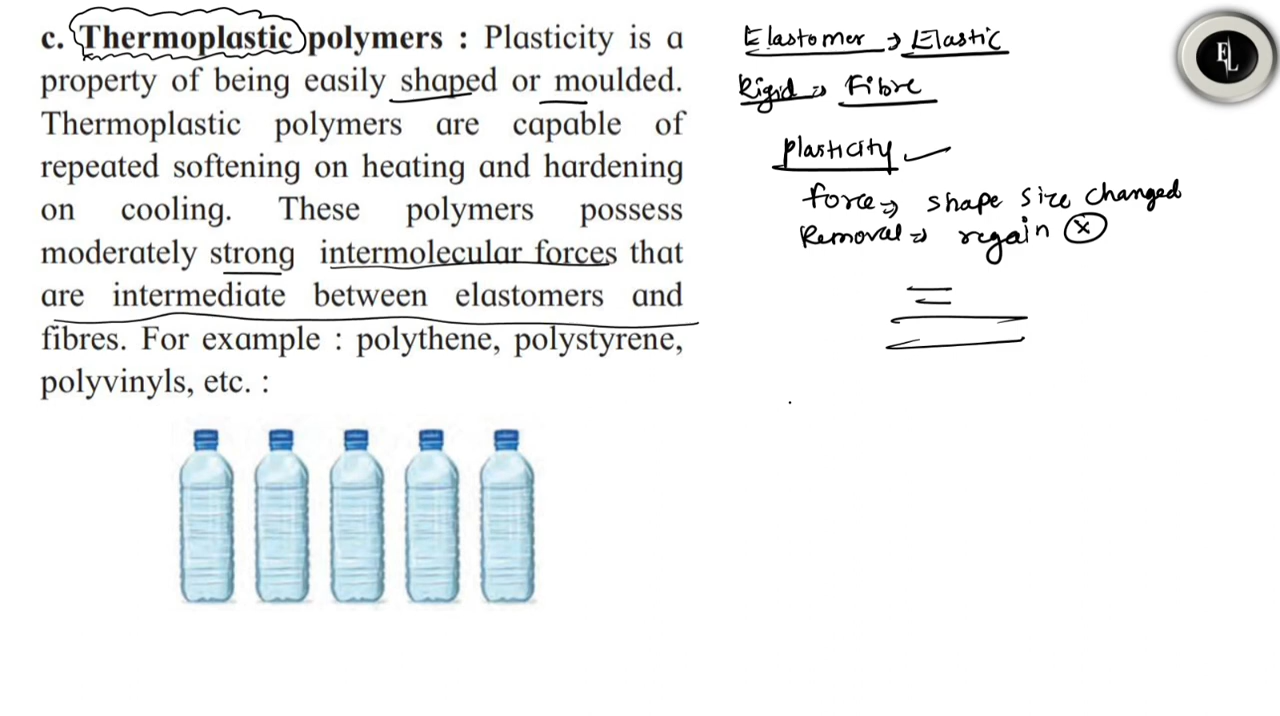 c. Thermoplastic polymers : Plasticity is a
property of being easily shaped or moulded.
Thermoplastic polymers are capable of
repeated softening on heating and hardening
on cooling. These polymers possess
moderately strong intermolecular forces that
are intermediate between elastomers and
fibres. For example : polythene, polystyrene,
polyvinyls, etc. :
Elastomer → Elastic
Rigid ⇒ Fibre
Plasticity ✓
force ⇒ shape size changed
Removal ⇒ regain ⓧ
EL